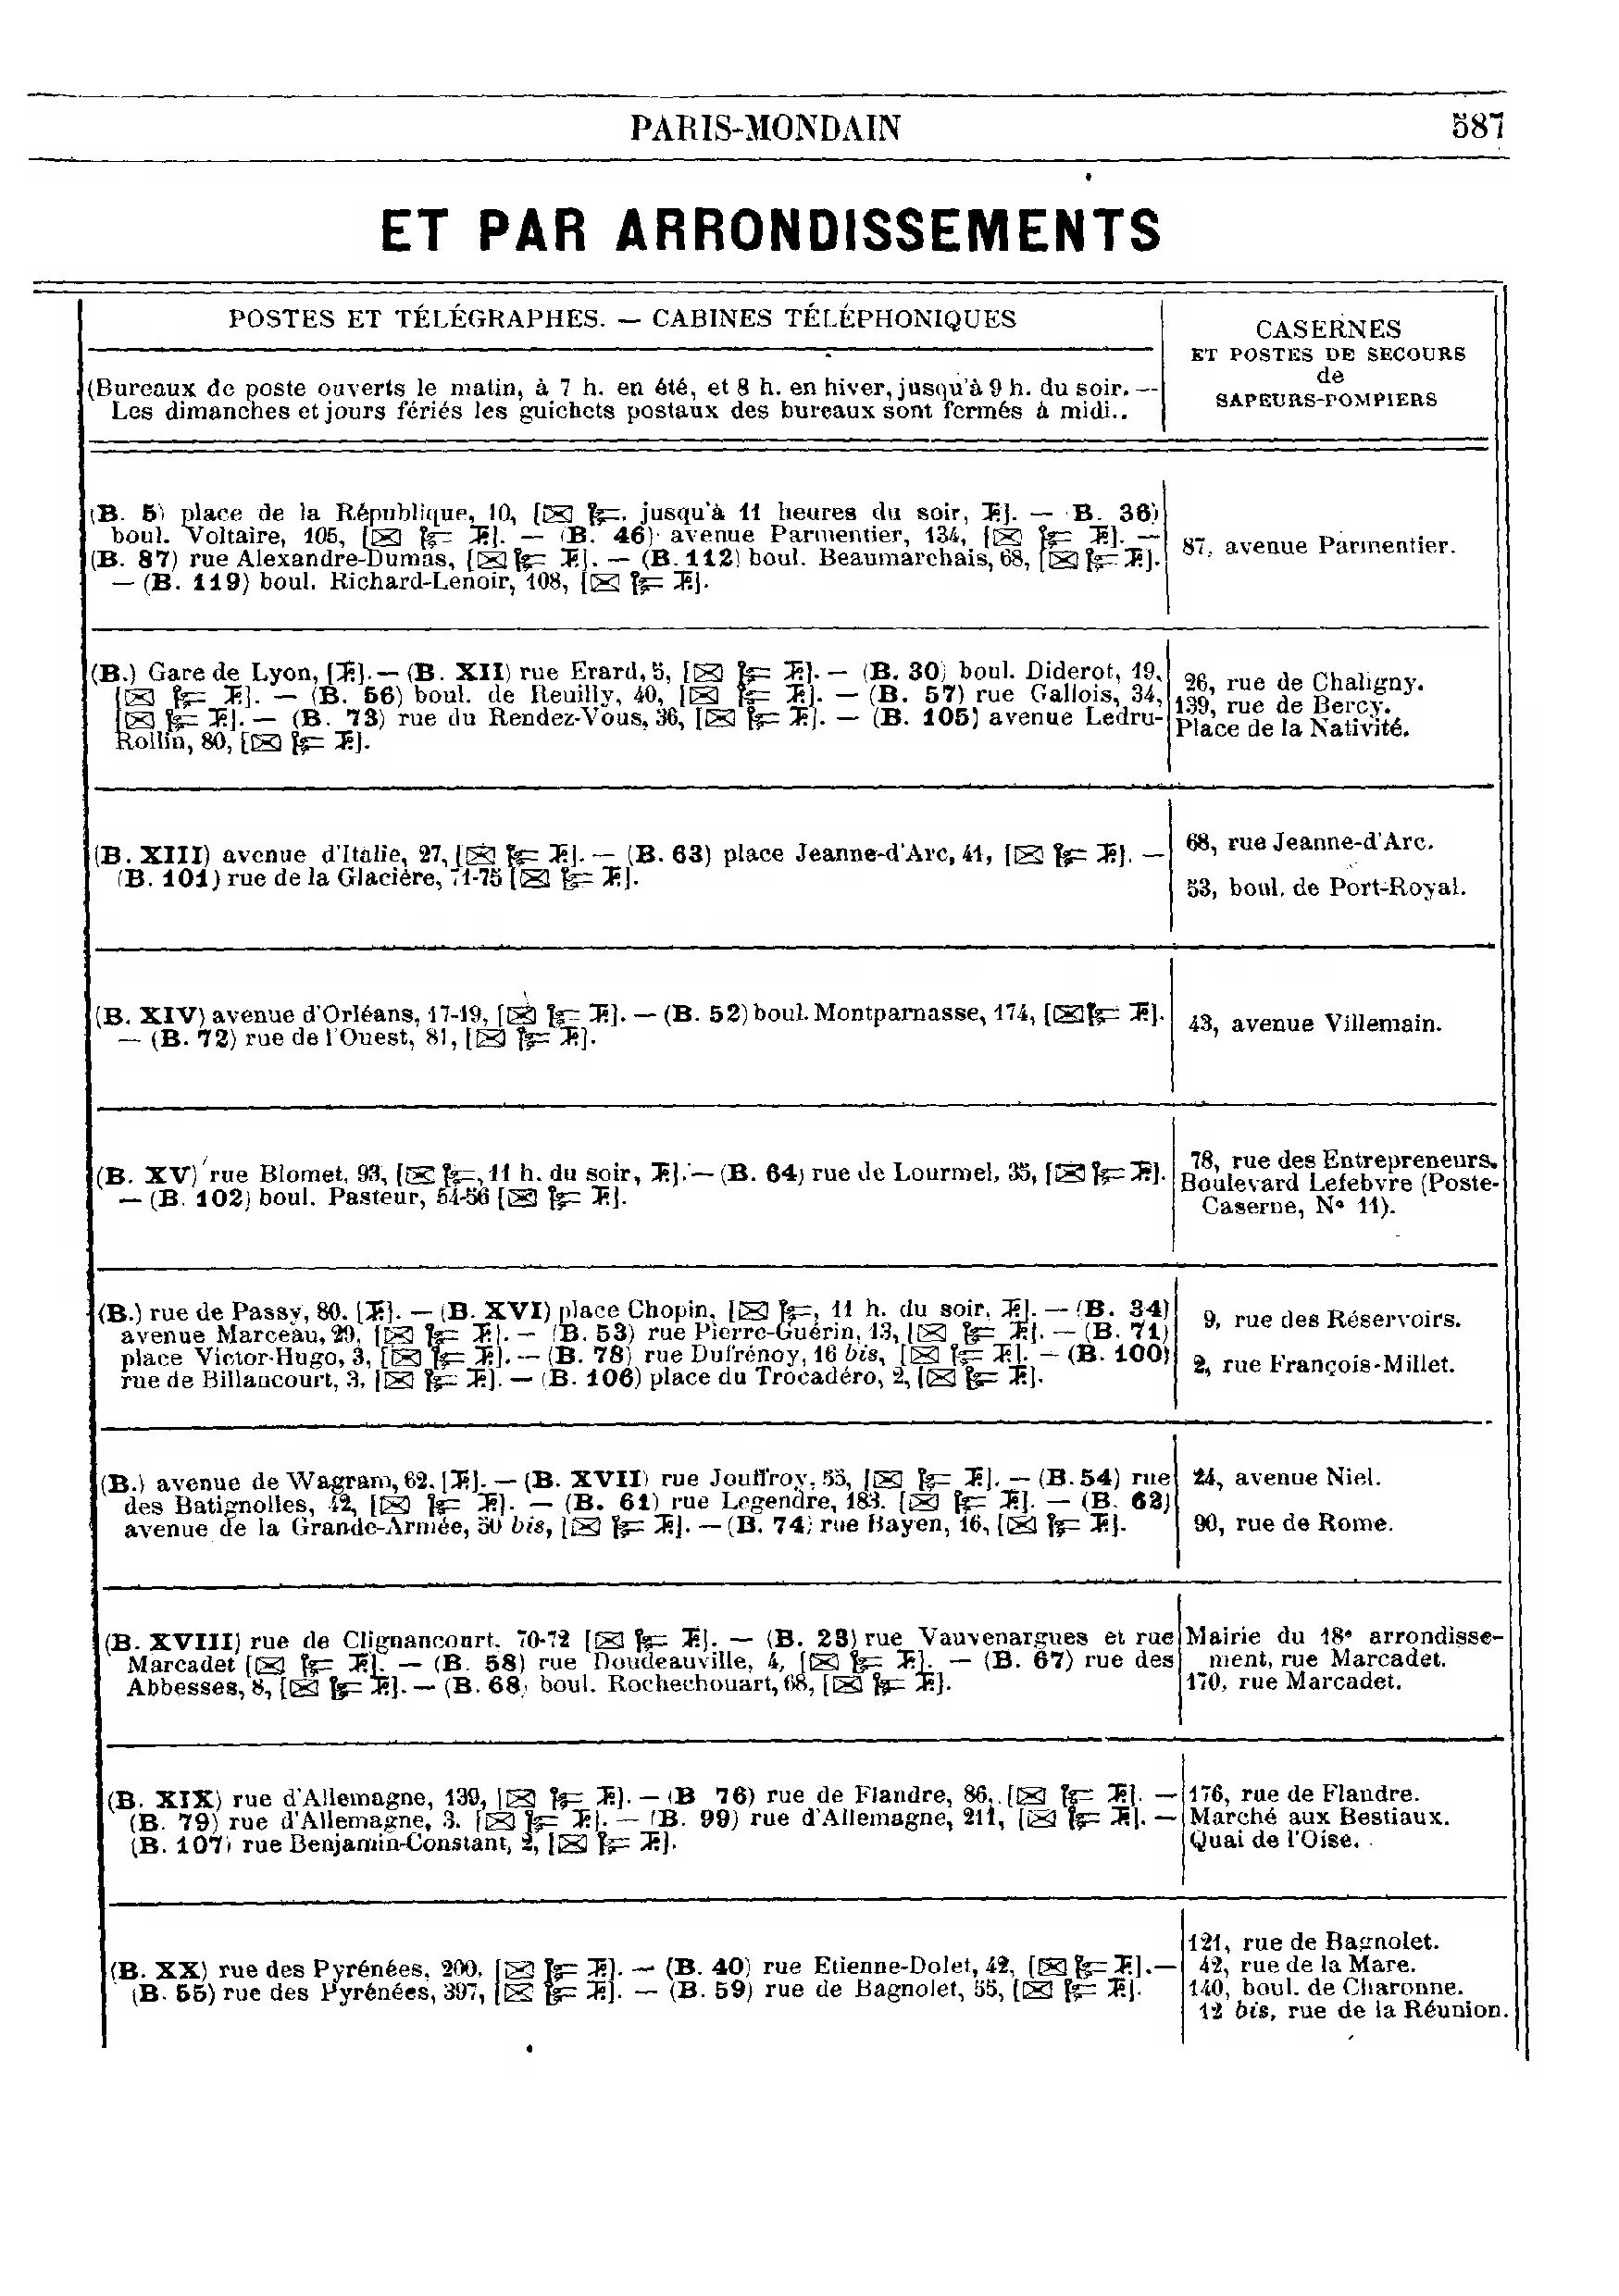 PARIS-MONDAIN 587
ET PAR ARRONDISSEMENTS
POSTES ET TÉLÉGRAPHES. — CABINES TÉLÉPHONIQUES
(Bureaux de poste ouverts le matin, à 7 h. en été, et 8 h. en hiver, jusqu'à 9 h. du soir. —
Les dimanches et jours fériés les guichets postaux des bureaux sont fermés à midi..
CASERNES
ET POSTES DE SECOURS
de
SAPEURS-POMPIERS
(B. 5) place de la République, 10, [✉ jusqu'à 11 heures du soir, ]. — B. 36)
boul. Voltaire, 105, [✉ ]. — (B. 46) avenue Parmentier, 134, [✉ ]. —
(B. 87) rue Alexandre-Dumas, [✉ ]. — (B. 112) boul. Beaumarchais, 68, [✉ ].
— (B. 119) boul. Richard-Lenoir, 108, [✉ ].
87, avenue Parmentier.
(B.) Gare de Lyon, [ ]. — (B. XII) rue Erard, 5, [✉ ]. — (B. 30) boul. Diderot, 19,
[✉ ]. — (B. 56) boul. de Reuilly, 40, [✉ ]. — (B. 57) rue Gallois, 34,
[✉ ]. — (B. 73) rue du Rendez-Vous, 36, [✉ ]. — (B. 105) avenue Ledru-
Rollin, 80, [✉ ].
26, rue de Chaligny.
139, rue de Bercy.
Place de la Nativité.
(B. XIII) avenue d'Italie, 27, [✉ ]. — (B. 63) place Jeanne-d'Arc, 41, [✉ ]. —
(B. 101) rue de la Glacière, 71-75 [✉ ].
68, rue Jeanne-d'Arc.
53, boul. de Port-Royal.
(B. XIV) avenue d'Orléans, 17-19, [✉ ]. — (B. 52) boul. Montparnasse, 174, [✉ ].
— (B. 72) rue de l'Ouest, 81, [✉ ].
43, avenue Villemain.
(B. XV) rue Blomet, 93, [✉ , 11 h. du soir, ]. — (B. 64) rue de Lourmel, 35, [✉ ].
— (B. 102) boul. Pasteur, 54-56 [✉ ].
78, rue des Entrepreneurs.
Boulevard Lefebvre (Poste-
Caserne, N° 11).
(B.) rue de Passy, 80. [ ]. — (B. XVI) place Chopin, [✉ , 11 h. du soir, ]. — (B. 34)
avenue Marceau, 29, [✉ ]. — (B. 53) rue Pierre-Guérin, 13, [✉ ]. — (B. 71)
place Victor-Hugo, 3, [✉ ]. — (B. 78) rue Dufrénoy, 16 bis, [✉ ]. — (B. 100)
rue de Billancourt, 3, [✉ ]. — (B. 106) place du Trocadéro, 2, [✉ ].
9, rue des Réservoirs.
2, rue François-Millet.
(B.) avenue de Wagram, 62. [ ]. — (B. XVII) rue Jouffroy, 55, [✉ ]. — (B. 54) rue
des Batignolles, 42, [✉ ]. — (B. 61) rue Legendre, 183. [✉ ]. — (B. 62)
avenue de la Grande-Armée, 50 bis, [✉ ]. — (B. 74) rue Bayen, 16, [✉ ].
24, avenue Niel.
90, rue de Rome.
(B. XVIII) rue de Clignancourt. 70-72 [✉ ]. — (B. 23) rue Vauvenargues et rue
Marcadet [✉ ]. — (B. 58) rue Doudeauville, 4, [✉ ]. — (B. 67) rue des
Abbesses, 8, [✉ ]. — (B. 68) boul. Rochechouart, 68, [✉ ].
Mairie du 18e arrondisse-
ment, rue Marcadet.
170, rue Marcadet.
(B. XIX) rue d'Allemagne, 139, [✉ ]. — (B 76) rue de Flandre, 86, [✉ ]. —
(B. 79) rue d'Allemagne, 3. [✉ ]. — (B. 99) rue d'Allemagne, 211, [✉ ]. —
(B. 107) rue Benjamin-Constant, 2, [✉ ].
176, rue de Flandre.
Marché aux Bestiaux.
Quai de l'Oise.
(B. XX) rue des Pyrénées, 200, [✉ ]. — (B. 40) rue Etienne-Dolet, 42, [✉ ]. —
(B. 55) rue des Pyrénées, 397, [✉ ]. — (B. 59) rue de Bagnolet, 55, [✉ ].
121, rue de Bagnolet.
42, rue de la Mare.
140, boul. de Charonne.
12 bis, rue de la Réunion.